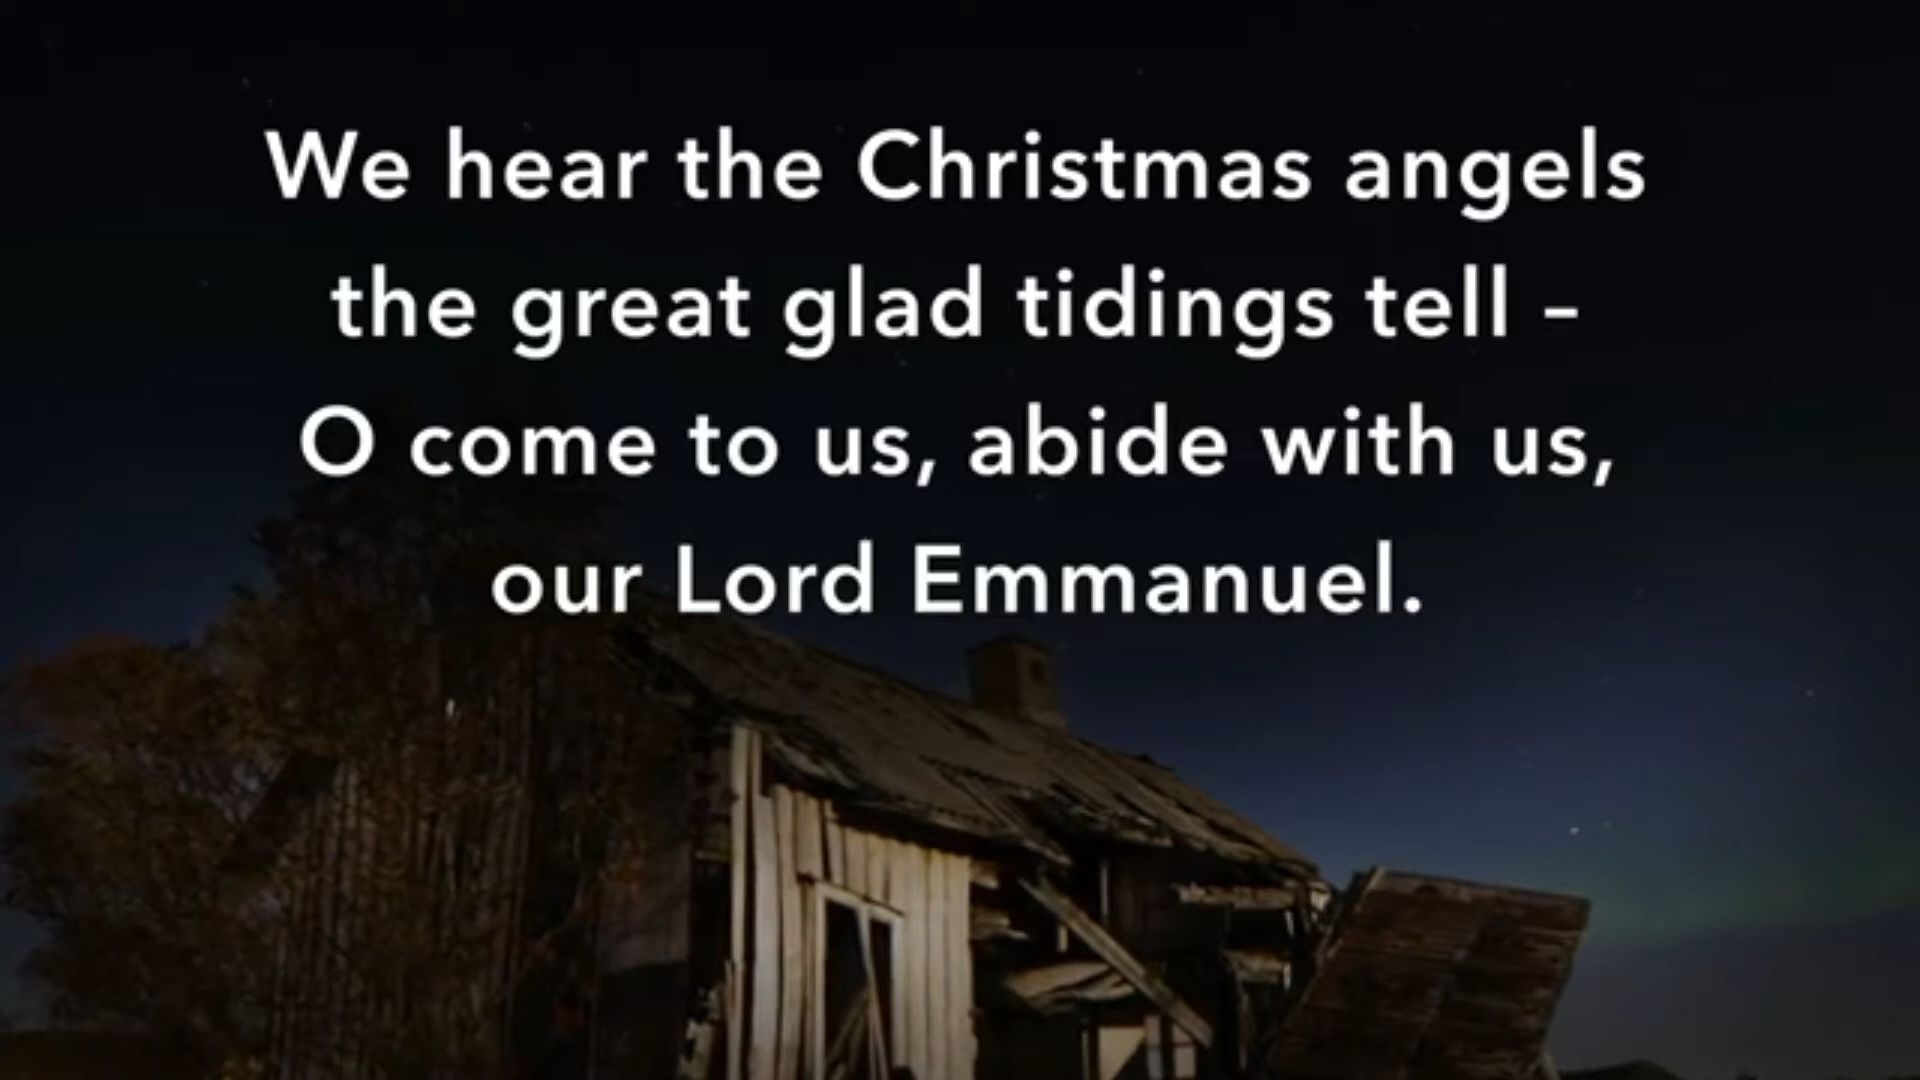 We hear the Christmas angels
the great glad tidings tell –
O come to us, abide with us,
our Lord Emmanuel.